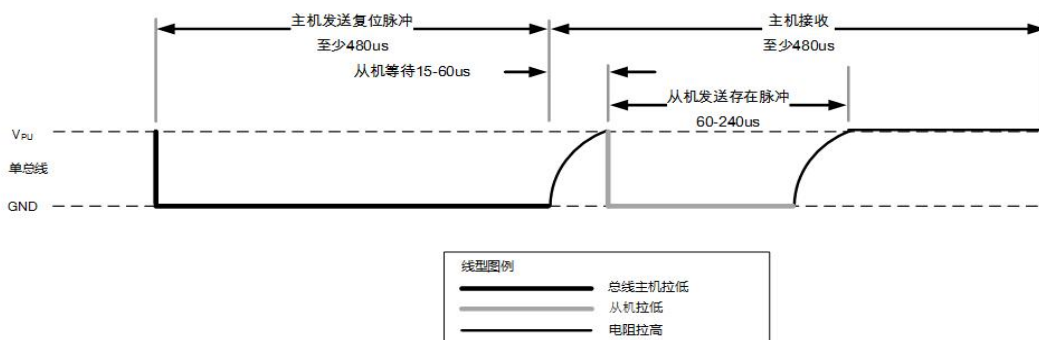 主机发送复位脉冲
至少480us
主机接收
至少480us
从机等待15-60us
从机发送存在脉冲
60-240us
VPU
单总线
GND
线型图例
总线主机拉低
从机拉低
电阻拉高